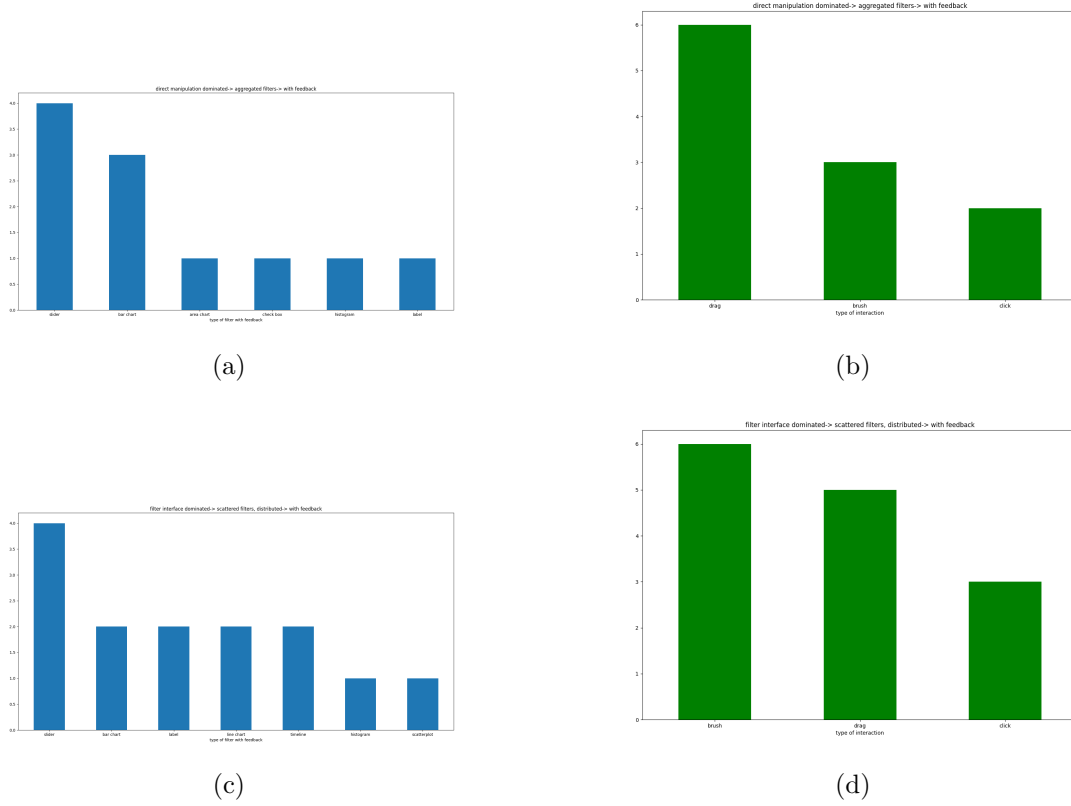 direct manipulation dominated-> aggregated filters-> with feedback
4.0
3.5
3.0
2.5
2.0
1.5
1.0
0.5
0.0
slider bar chart area chart check box histogram label
type of filter with feedback
(a)
direct manipulation dominated-> aggregated filters-> with feedback
6
5
4
3
2
1
0
drag brush click
type of interaction
(b)
filter interface dominated-> scattered filters, distributed-> with feedback
4.0
3.5
3.0
2.5
2.0
1.5
1.0
0.5
0.0
slider bar chart label line chart timeline histogram scatterplot
type of filter with feedback
(c)
filter interface dominated-> scattered filters, distributed-> with feedback
6
5
4
3
2
1
0
brush drag click
type of interaction
(d)